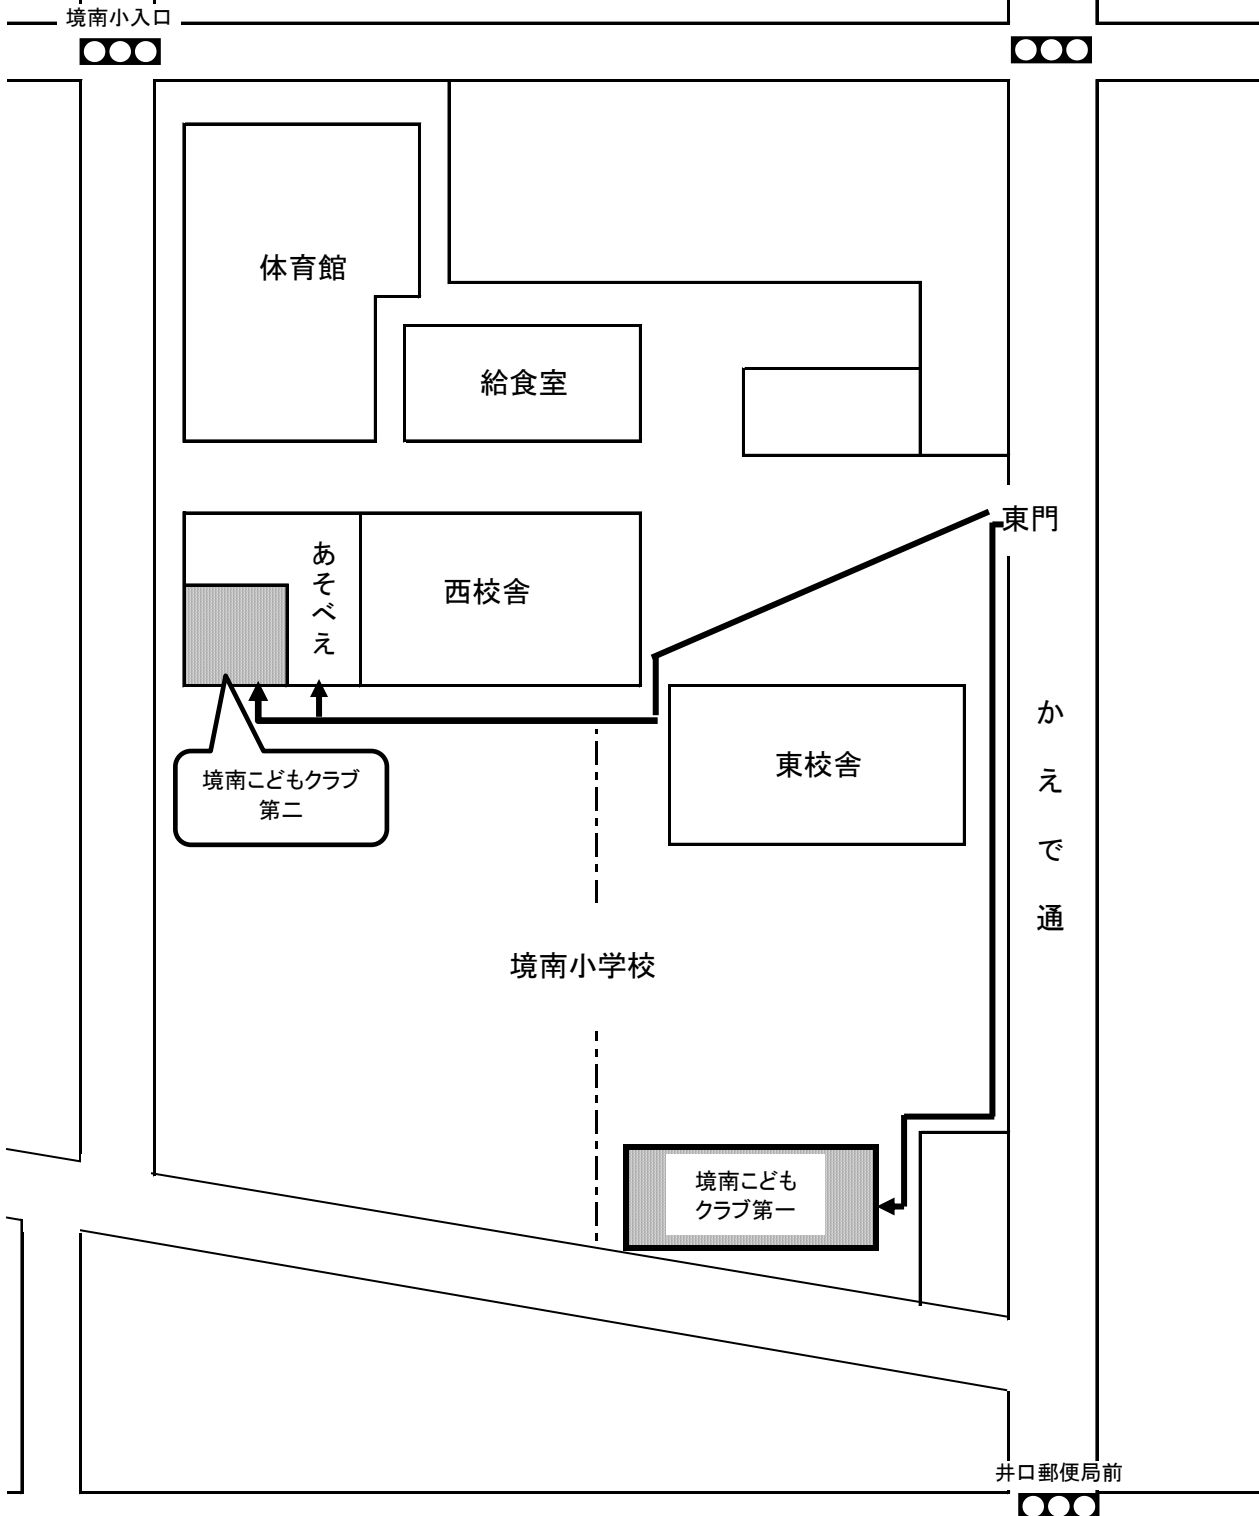 境南小入口
体育館
給食室
東門
あそべえ
西校舎
かえで通
東校舎
境南こどもクラブ
第二
境南小学校
境南こども
クラブ第一
井口郵便局前